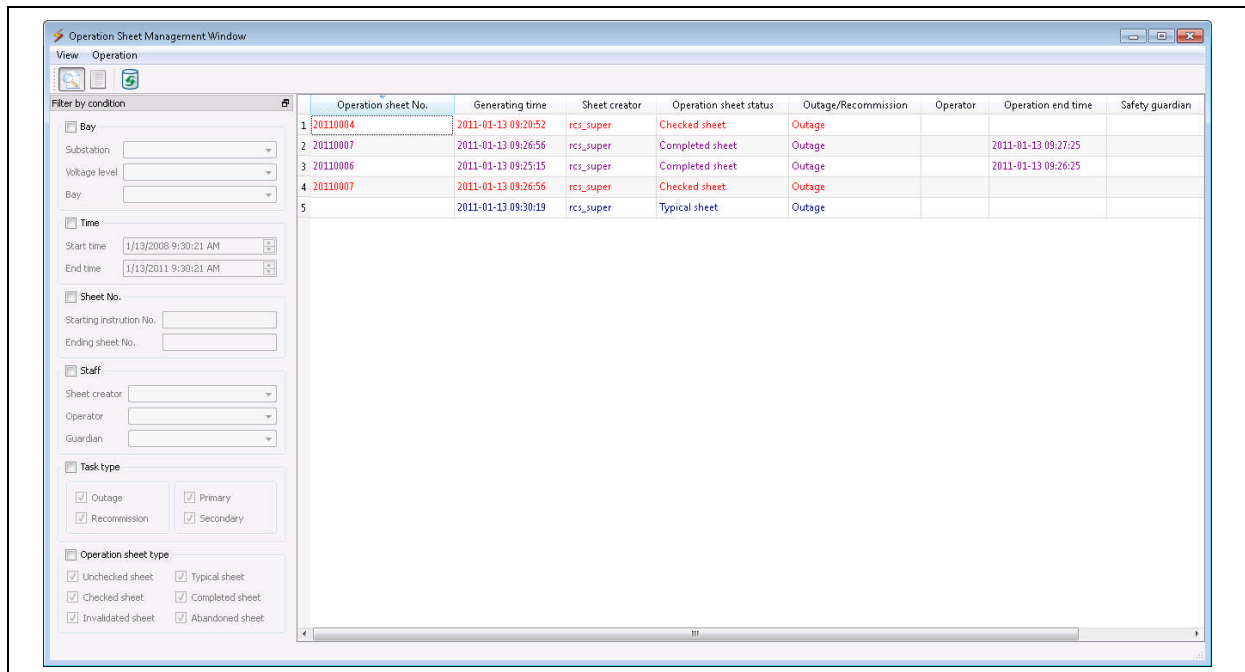 Operation Sheet Management Window
View Operation
Filter by condition
Bay
Substation
Voltage level
Bay
Time
Start time 1/13/2008 9:30:21 AM
End time 1/13/2011 9:30:21 AM
Sheet No.
Starting instrution No.
Ending sheet No.
Staff
Sheet creator
Operator
Guardian
Task type
Outage Primary
Recommission Secondary
Operation sheet type
Unchecked sheet Typical sheet
Checked sheet Completed sheet
Invalidated sheet Abandoned sheet
Operation sheet No. Generating time Sheet creator Operation sheet status Outage/Recommission Operator Operation end time Safety guardian
1 20110004 2011-01-13 09:20:52 rcs_super Checked sheet Outage
2 20110007 2011-01-13 09:26:56 rcs_super Completed sheet Outage 2011-01-13 09:27:25
3 20110006 2011-01-13 09:25:15 rcs_super Completed sheet Outage 2011-01-13 09:26:25
4 20110007 2011-01-13 09:26:56 rcs_super Checked sheet Outage
5 2011-01-13 09:30:19 rcs_super Typical sheet Outage